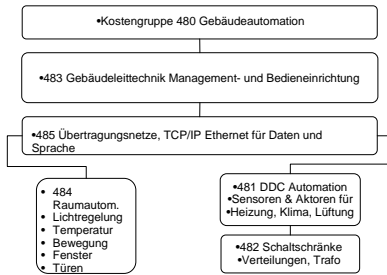 •Kostengruppe 480 Gebäudeautomation
•483 Gebäudeleittechnik Management- und Bedieneinrichtung
•485 Übertragungsnetze, TCP/IP Ethernet für Daten und
Sprache
• 484
Raumautom.
• Lichtregelung
• Temperatur
• Bewegung
• Fenster
• Türen
•481 DDC Automation
•Sensoren & Aktoren für
•Heizung, Klima, Lüftung
•482 Schaltschränke
•Verteilungen, Trafo